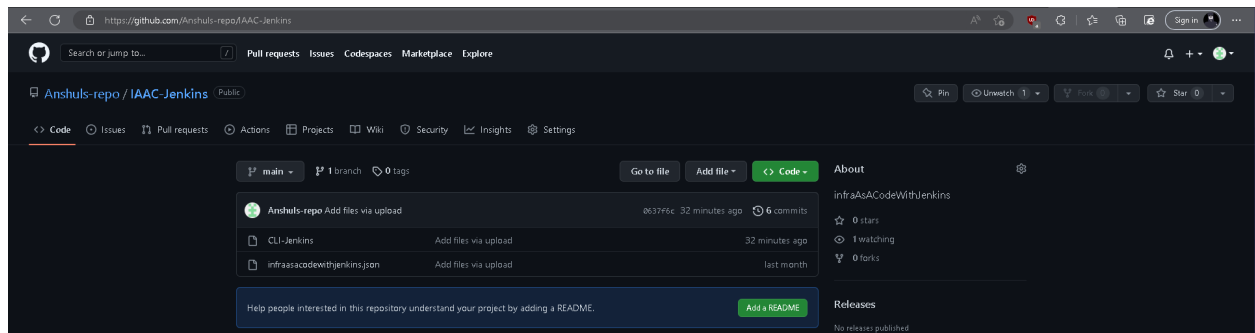 https://github.com/Anshuls-repo/IAAC-Jenkins
Sign in
Search or jump to... /
Pull requests Issues Codespaces Marketplace Explore
Anshuls-repo / IAAC-Jenkins Public
Pin Unwatch 1 Fork 0 Star 0
Code Issues Pull requests Actions Projects Wiki Security Insights Settings
main 1 branch 0 tags Go to file Add file <> Code
Anshuls-repo Add files via upload 0637f6c 32 minutes ago 6 commits
CLI-Jenkins Add files via upload 32 minutes ago
infraasacodewithjenkins.json Add files via upload last month
Help people interested in this repository understand your project by adding a README. Add a README
About
infraAsACodeWithJenkins
0 stars
1 watching
0 forks
Releases
No releases published